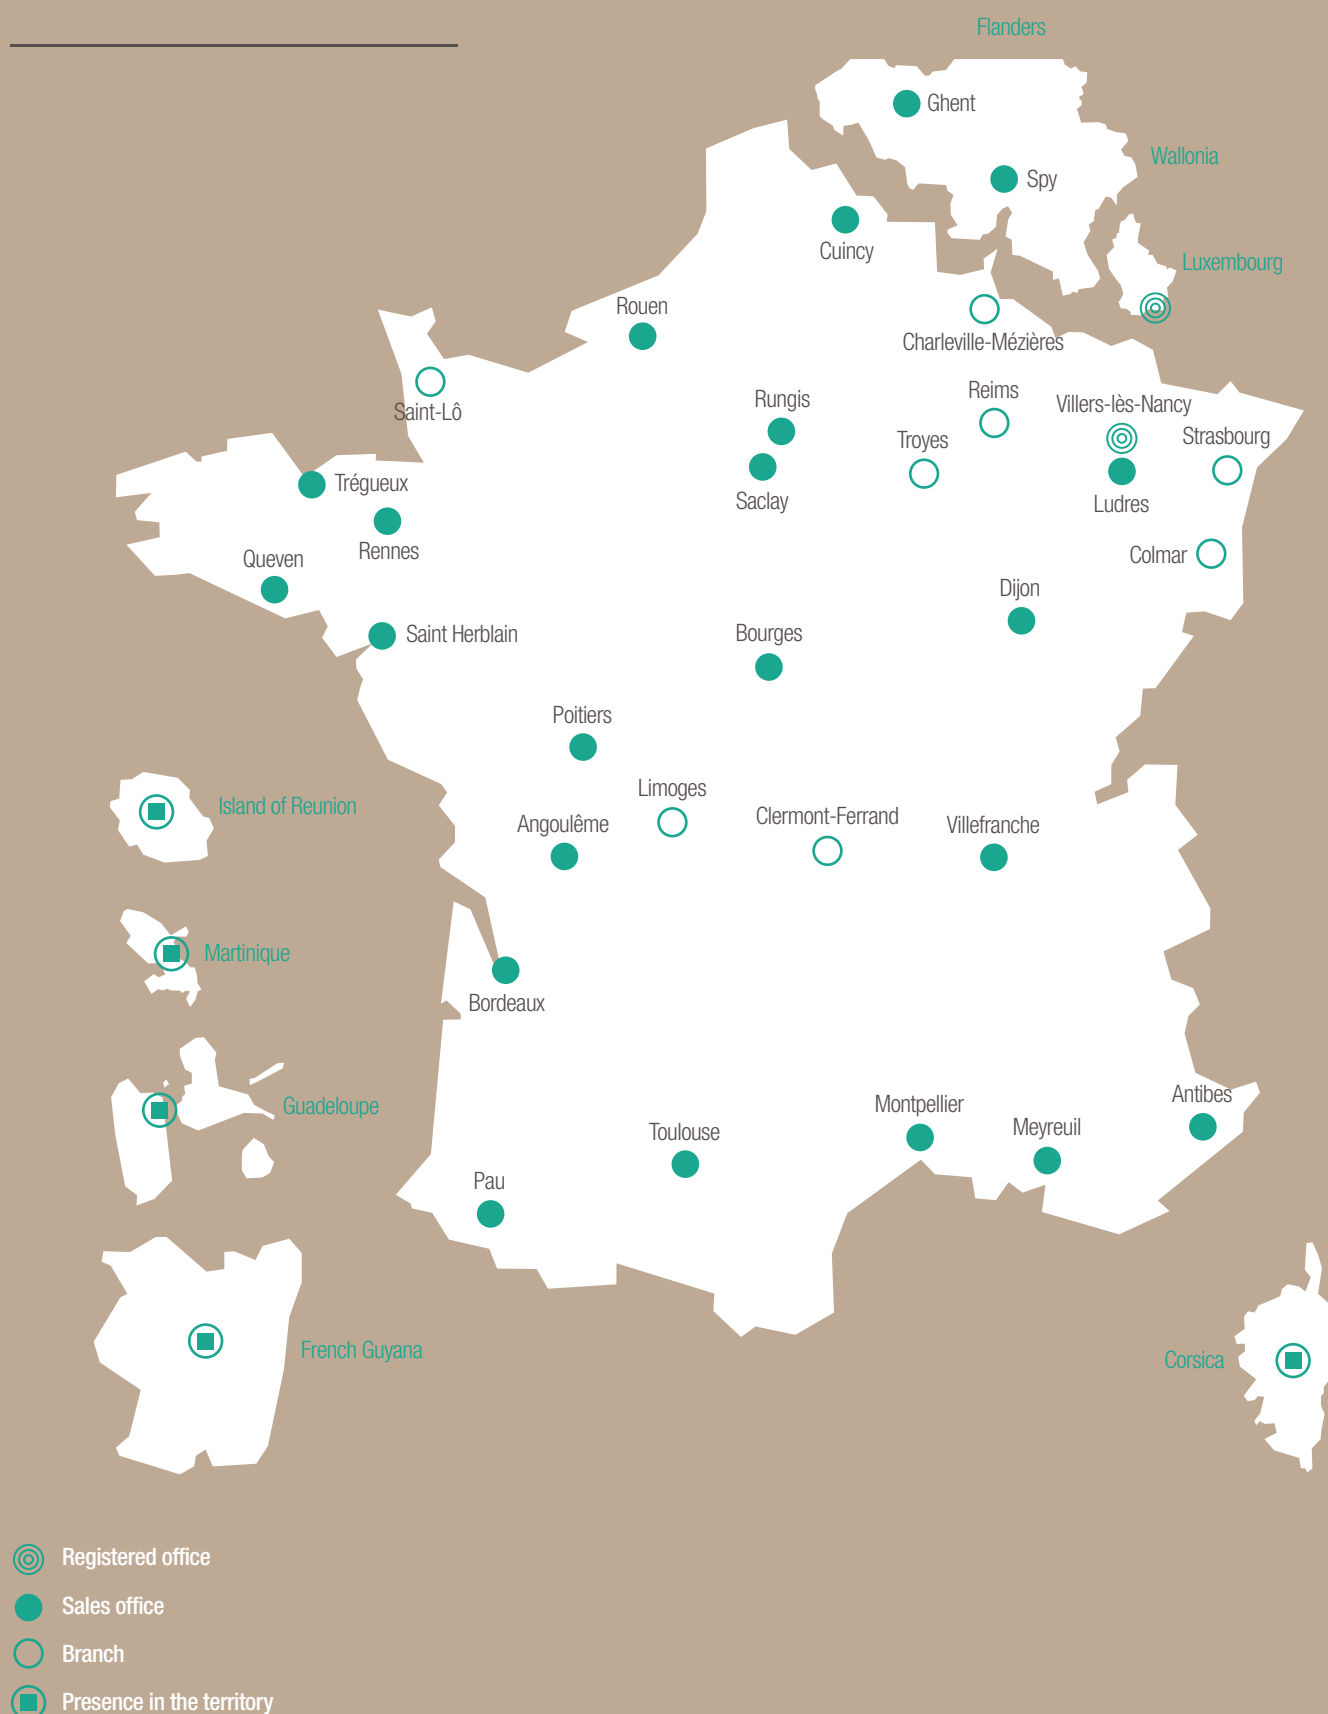 Flanders
Ghent
Wallonia
Spy
Cuincy
Luxembourg
Rouen
Charleville-Mézières
Reims
Rungis
Villers-lès-Nancy
Saint-Lô
Troyes
Strasbourg
Trégueux
Saclay
Ludres
Rennes
Colmar
Queven
Dijon
Saint Herblain
Bourges
Poitiers
Limoges
Island of Reunion
Clermont-Ferrand
Angoulême
Villefranche
Martinique
Bordeaux
Antibes
Guadeloupe
Montpellier
Meyreuil
Toulouse
Pau
French Guyana
Corsica
Registered office
Sales office
Branch
Presence in the territory